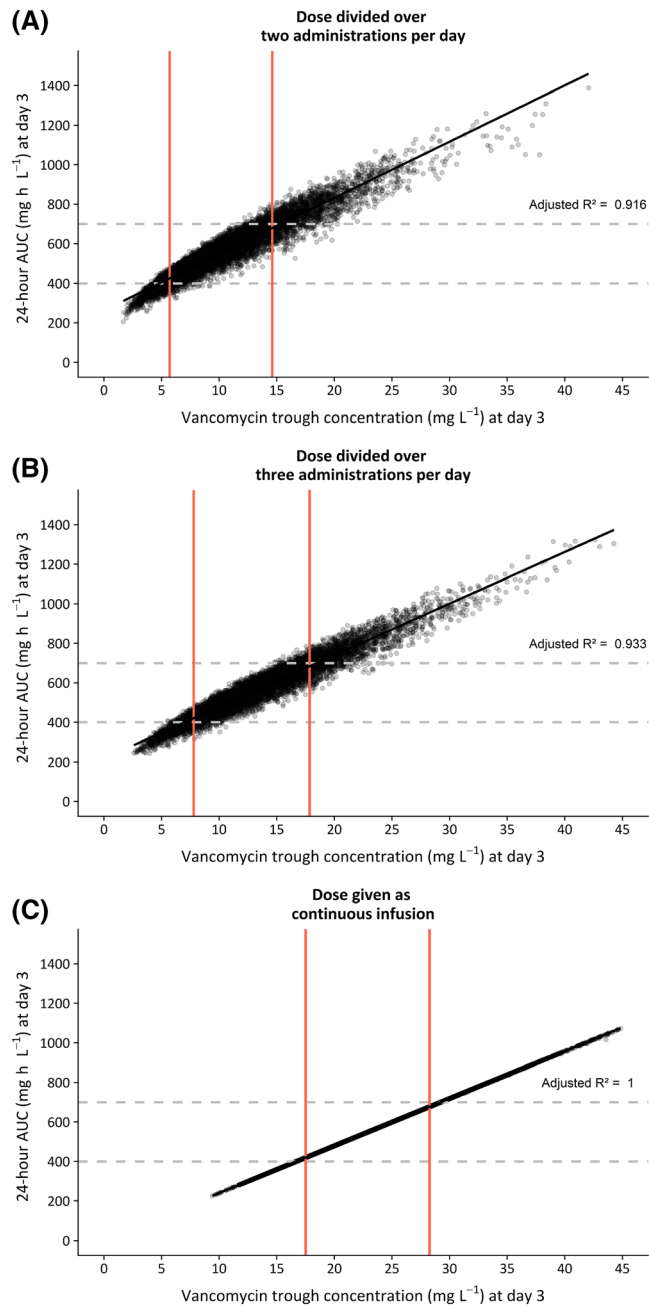 (A)
Dose divided over
two administrations per day
24-hour AUC (mg h L⁻¹) at day 3
1400
1200
1000
800
600
400
200
0
Adjusted R² = 0.916
0 5 10 15 20 25 30 35 40 45
Vancomycin trough concentration (mg L⁻¹) at day 3
(B)
Dose divided over
three administrations per day
24-hour AUC (mg h L⁻¹) at day 3
1400
1200
1000
800
600
400
200
0
Adjusted R² = 0.933
0 5 10 15 20 25 30 35 40 45
Vancomycin trough concentration (mg L⁻¹) at day 3
(C)
Dose given as
continuous infusion
24-hour AUC (mg h L⁻¹) at day 3
1400
1200
1000
800
600
400
200
0
Adjusted R² = 1
0 5 10 15 20 25 30 35 40 45
Vancomycin trough concentration (mg L⁻¹) at day 3